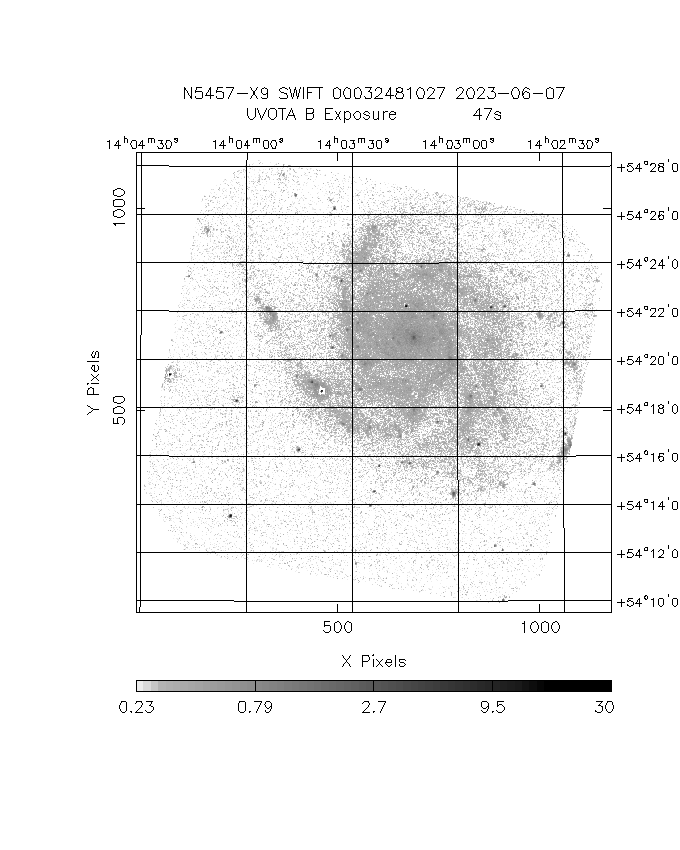 N5457-X9 SWIFT 00032481027 2023-06-07
UVOTA B Exposure 47s
14ʰ04ᵐ30ˢ 14ʰ04ᵐ00ˢ 14ʰ03ᵐ30ˢ 14ʰ03ᵐ00ˢ 14ʰ02ᵐ30ˢ
+54°28'0
+54°26'0
+54°24'0
+54°22'0
+54°20'0
+54°18'0
+54°16'0
+54°14'0
+54°12'0
+54°10'0
1000
500
Y Pixels
500 1000
X Pixels
0.23 0.79 2.7 9.5 30